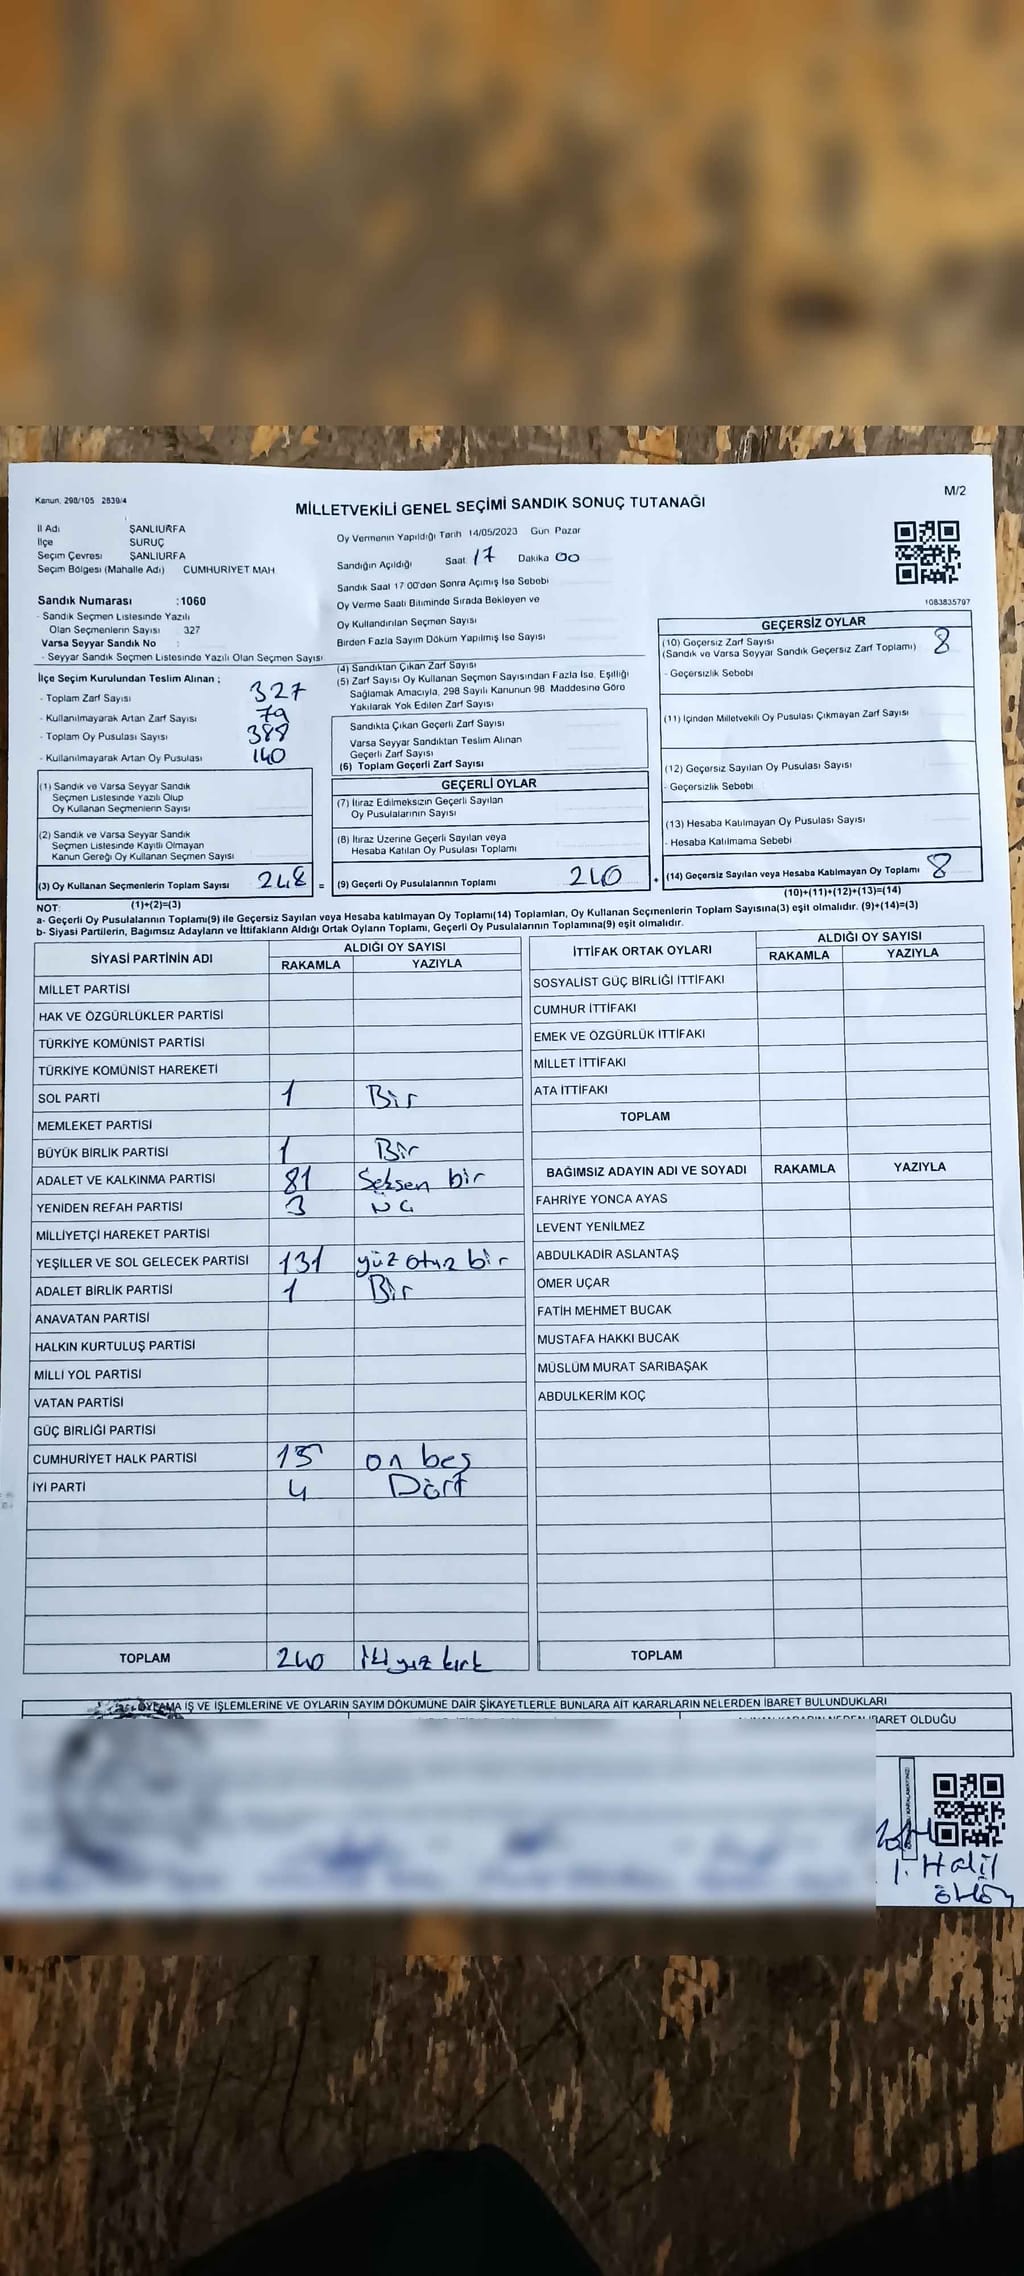 Kanun, 298/105 2839/4
M/2
MİLLETVEKİLİ GENEL SEÇİMİ SANDIK SONUÇ TUTANAĞI
İl Adı ŞANLIURFA
İlçe SURUÇ
Seçim Çevresi ŞANLIURFA
Seçim Bölgesi (Mahalle Adı) CUMHURIYET MAH
Sandık Numarası :1060
- Sandık Seçmen Listesinde Yazılı
Olan Seçmenlerin Sayısı 327
Varsa Seyyar Sandık No :
- Seyyar Sandık Seçmen Listesinde Yazılı Olan Seçmen Sayısı
Oy Vermenin Yapıldığı Tarih 14/05/2023 Gün Pazar
Sandığın Açıldığı Saat 17 Dakika 00
Sandık Saat 17 00'den Sonra Açımış İse Sebebi
Oy Verme Saati Bitiminde Sırada Bekleyen ve
Oy Kullandırılan Seçmen Sayısı
Birden Fazla Sayım Döküm Yapılmış İse Sayısı
1083835797
İlçe Seçim Kurulundan Teslim Alınan ;
- Toplam Zarf Sayısı 327
- Kullanılmayarak Artan Zarf Sayısı 79
- Toplam Oy Pusulası Sayısı 388
- Kullanılmayarak Artan Oy Pusulası 140
(1) Sandık ve Varsa Seyyar Sandık
Seçmen Listesinde Yazılı Olup
Oy Kullanan Seçmenlerin Sayısı
(2) Sandık ve Varsa Seyyar Sandık
Seçmen Listesinde Kayıtlı Olmayan
Kanun Gereği Oy Kullanan Seçmen Sayısı
(3) Oy Kullanan Seçmenlerin Toplam Sayısı 248 =
(1)+(2)=(3)
(4) Sandıktan Çıkan Zarf Sayısı
(5) Zarf Sayısı Oy Kullanan Seçmen Sayısından Fazla İse, Eşitliği
Sağlamak Amacıyla, 298 Sayılı Kanunun 98. Maddesine Göre
Yakılarak Yok Edilen Zarf Sayısı
Sandıkta Çıkan Geçerli Zarf Sayısı
Varsa Seyyar Sandıktan Teslim Alınan
Geçerli Zarf Sayısı
(6) Toplam Geçerli Zarf Sayısı
GEÇERLİ OYLAR
(7) İtiraz Edilmeksizin Geçerli Sayılan
Oy Pusulalarının Sayısı
(8) İtiraz Üzerine Geçerli Sayılan veya
Hesaba Katılan Oy Pusulası Toplamı
(9) Geçerli Oy Pusulalarının Toplamı 240 +
GEÇERSİZ OYLAR
(10) Geçersiz Zarf Sayısı 8
(Sandık ve Varsa Seyyar Sandık Geçersiz Zarf Toplamı)
- Geçersizlik Sebebi
(11) İçinden Milletvekili Oy Pusulası Çıkmayan Zarf Sayısı
(12) Geçersiz Sayılan Oy Pusulası Sayısı
- Geçersizlik Sebebi
(13) Hesaba Katılmayan Oy Pusulası Sayısı
- Hesaba Katılmama Sebebi
(14) Geçersiz Sayılan veya Hesaba Katılmayan Oy Toplamı 8
(10)+(11)+(12)+(13)=(14)
NOT:
a- Geçerli Oy Pusulalarının Toplamı(9) ile Geçersiz Sayılan veya Hesaba katılmayan Oy Toplamı(14) Toplamları, Oy Kullanan Seçmenlerin Toplam Sayısına(3) eşit olmalıdır. (9)+(14)=(3)
b- Siyasi Partilerin, Bağımsız Adayların ve İttifakların Aldığı Ortak Oyların Toplamı, Geçerli Oy Pusulalarının Toplamına(9) eşit olmalıdır.
SİYASİ PARTİNİN ADI ALDIĞI OY SAYISI
RAKAMLA YAZIYLA
MİLLET PARTİSİ
HAK VE ÖZGÜRLÜKLER PARTİSİ
TÜRKİYE KOMÜNİST PARTİSİ
TÜRKİYE KOMÜNİST HAREKETİ
SOL PARTİ 1 Bir
MEMLEKET PARTİSİ
BÜYÜK BİRLİK PARTİSİ 1 Bir
ADALET VE KALKINMA PARTİSİ 81 Seksen bir
YENİDEN REFAH PARTİSİ 3 üç
MİLLİYETÇİ HAREKET PARTİSİ
YEŞİLLER VE SOL GELECEK PARTİSİ 131 yüz otuz bir
ADALET BİRLİK PARTİSİ 1 Bir
ANAVATAN PARTİSİ
HALKIN KURTULUŞ PARTİSİ
MİLLİ YOL PARTİSİ
VATAN PARTİSİ
GÜÇ BİRLİĞİ PARTİSİ
CUMHURİYET HALK PARTİSİ 15 on beş
İYİ PARTİ 4 Dört
TOPLAM 240 iki yüz kırk
İTTİFAK ORTAK OYLARI ALDIĞI OY SAYISI
RAKAMLA YAZIYLA
SOSYALİST GÜÇ BİRLİĞİ İTTİFAKI
CUMHUR İTTİFAKI
EMEK VE ÖZGÜRLÜK İTTİFAKI
MİLLET İTTİFAKI
ATA İTTİFAKI
TOPLAM
BAĞIMSIZ ADAYIN ADI VE SOYADI RAKAMLA YAZIYLA
FAHRİYE YONCA AYAS
LEVENT YENİLMEZ
ABDULKADİR ASLANTAŞ
ÖMER UÇAR
FATİH MEHMET BUCAK
MUSTAFA HAKKI BUCAK
MÜSLÜM MURAT SARIBAŞAK
ABDULKERİM KOÇ
TOPLAM
OYLAMA İŞ VE İŞLEMLERİNE VE OYLARIN SAYIM DÖKÜMÜNE DAİR ŞİKAYETLERLE BUNLARA AİT KARARLARIN NELERDEN İBARET BULUNDUKLARI
ALINAN KARARIN NEDEN İBARET OLDUĞU
İ. Halil